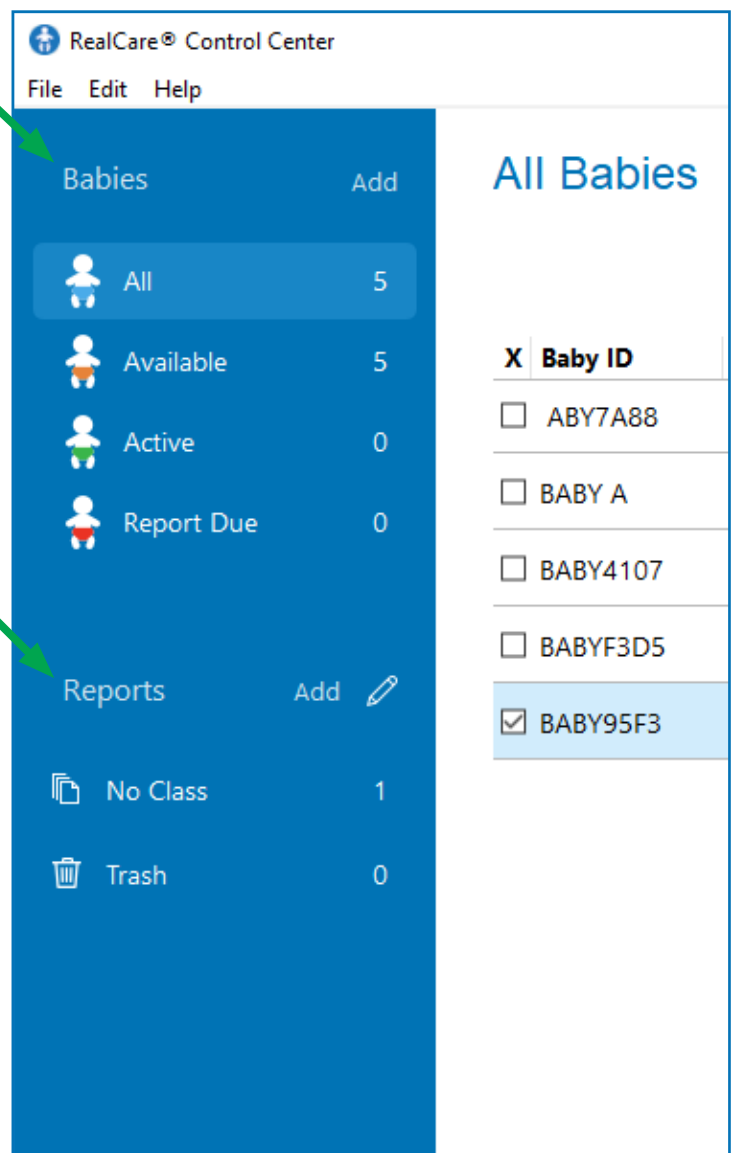 RealCare® Control Center
File Edit Help
Babies Add
All 5
Available 5
Active 0
Report Due 0
Reports Add
No Class 1
Trash 0
All Babies
X Baby ID
ABY7A88
BABY A
BABY4107
BABYF3D5
BABY95F3